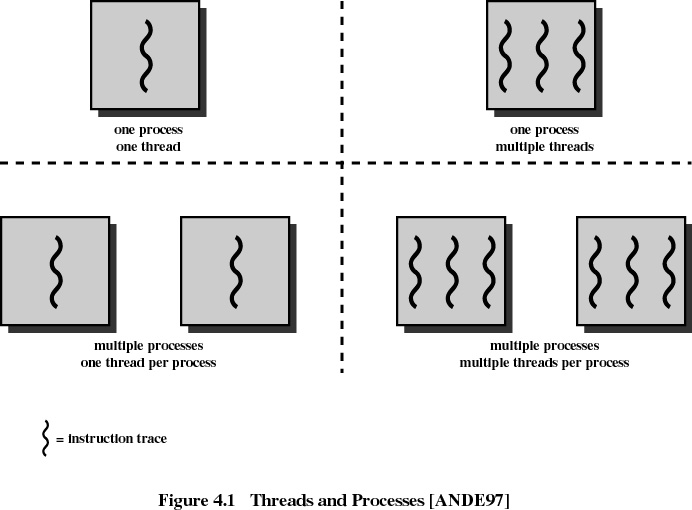 one process
one thread
one process
multiple threads
multiple processes
one thread per process
multiple processes
multiple threads per process
= instruction trace
Figure 4.1 Threads and Processes [ANDE97]